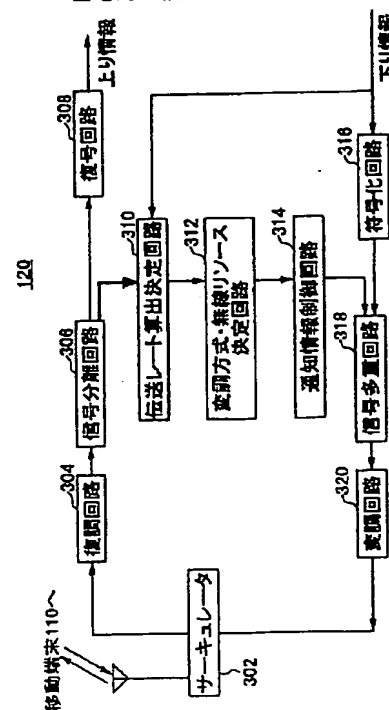 120
移動端末110へ
サーキュレータ
302
復調回路
304
信号分離回路
306
復号回路
308
上り情報
伝送レート算出決定回路
310
変調方式・無線リソース
決定回路
312
通知情報制御回路
314
符号化回路
316
下り情報
信号多重回路
318
変調回路
320